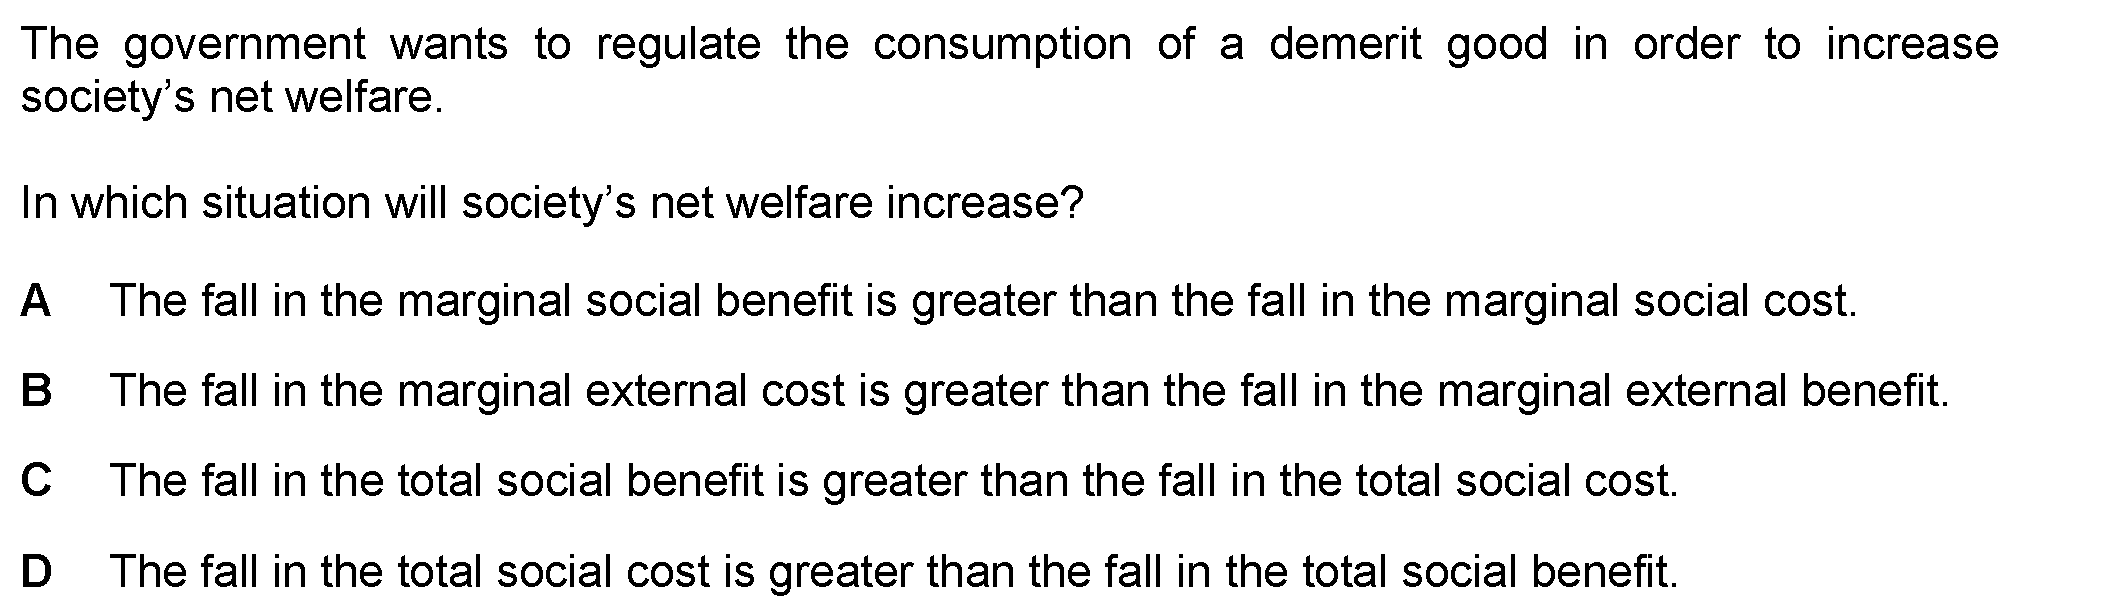 The government wants to regulate the consumption of a demerit good in order to increase
society’s net welfare.
In which situation will society’s net welfare increase?
A The fall in the marginal social benefit is greater than the fall in the marginal social cost.
B The fall in the marginal external cost is greater than the fall in the marginal external benefit.
C The fall in the total social benefit is greater than the fall in the total social cost.
D The fall in the total social cost is greater than the fall in the total social benefit.